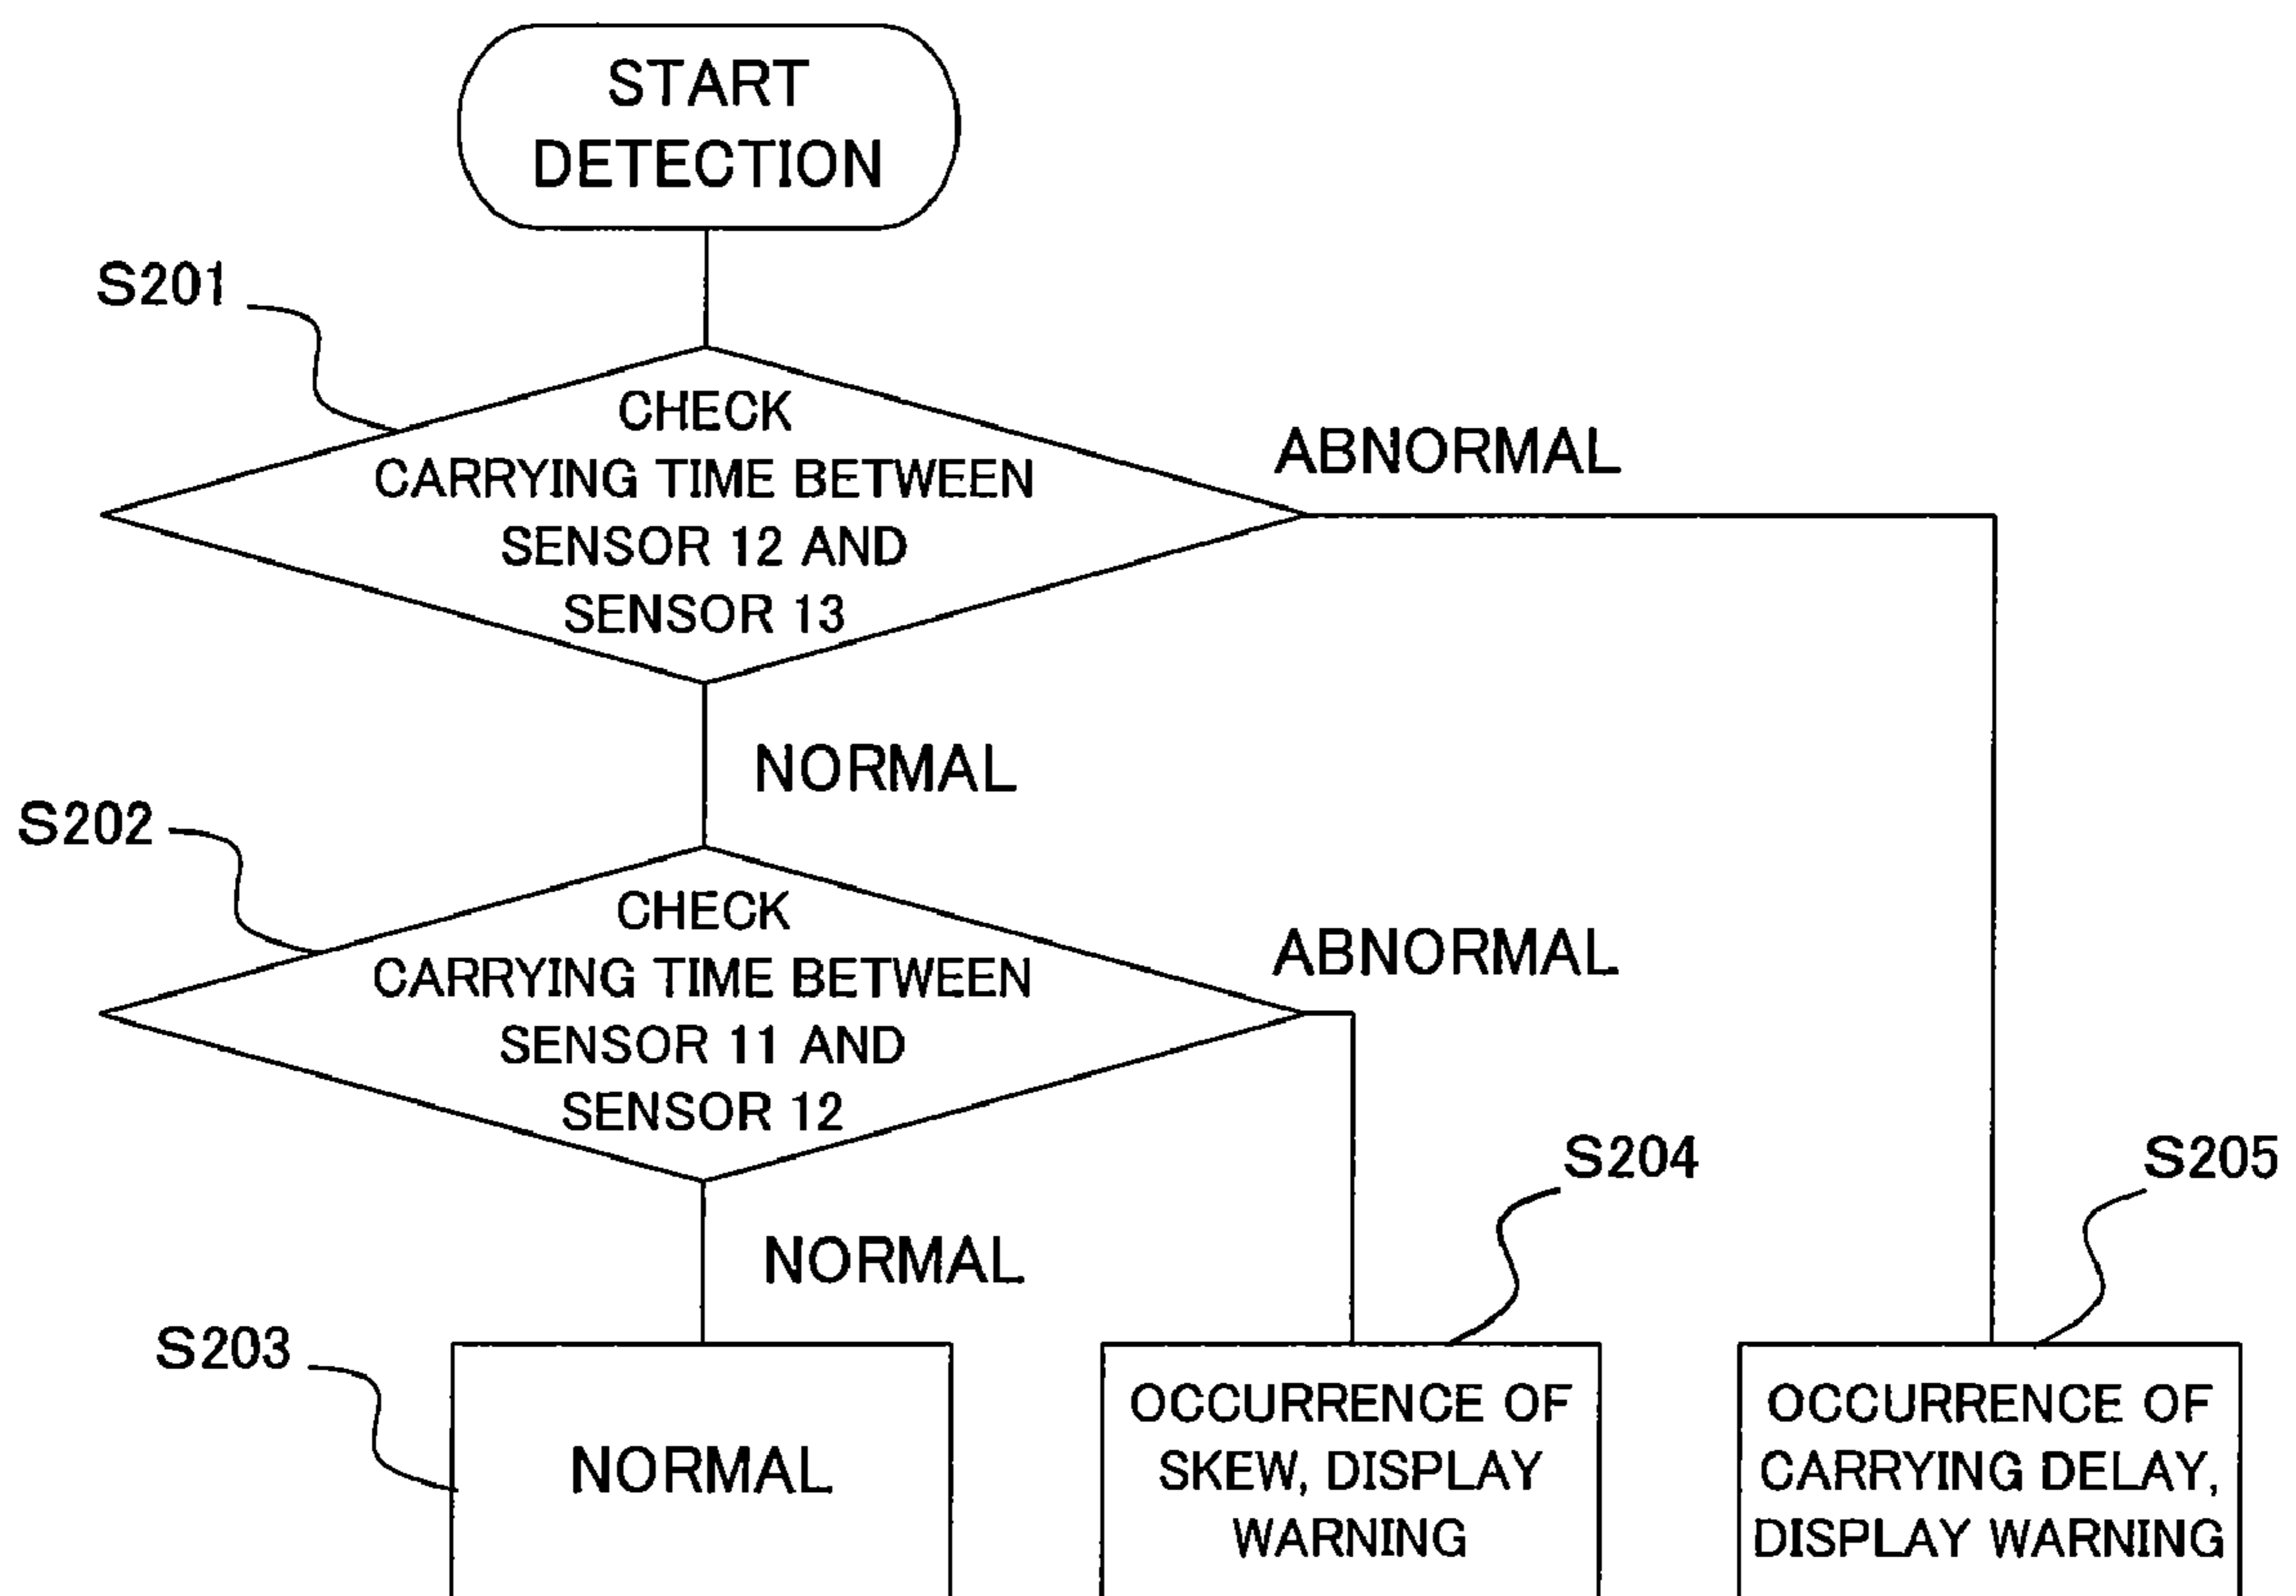 START
DETECTION
S201
CHECK
CARRYING TIME BETWEEN
SENSOR 12 AND
SENSOR 13
ABNORMAL
NORMAL
S202
CHECK
CARRYING TIME BETWEEN
SENSOR 11 AND
SENSOR 12
ABNORMAL
NORMAL
S203
NORMAL
S204
OCCURRENCE OF
SKEW, DISPLAY
WARNING
S205
OCCURRENCE OF
CARRYING DELAY,
DISPLAY WARNING